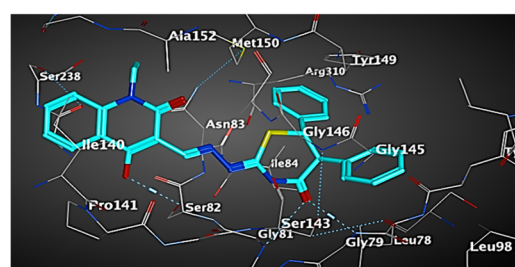 Ala152
Met150
Tyr149
Ser238
Arg310
Asn83
Gly146
Ile140
Gly145
Ile84
Pro141
Ser82
Ser143
Gly81
Gly79
Leu78
Leu98